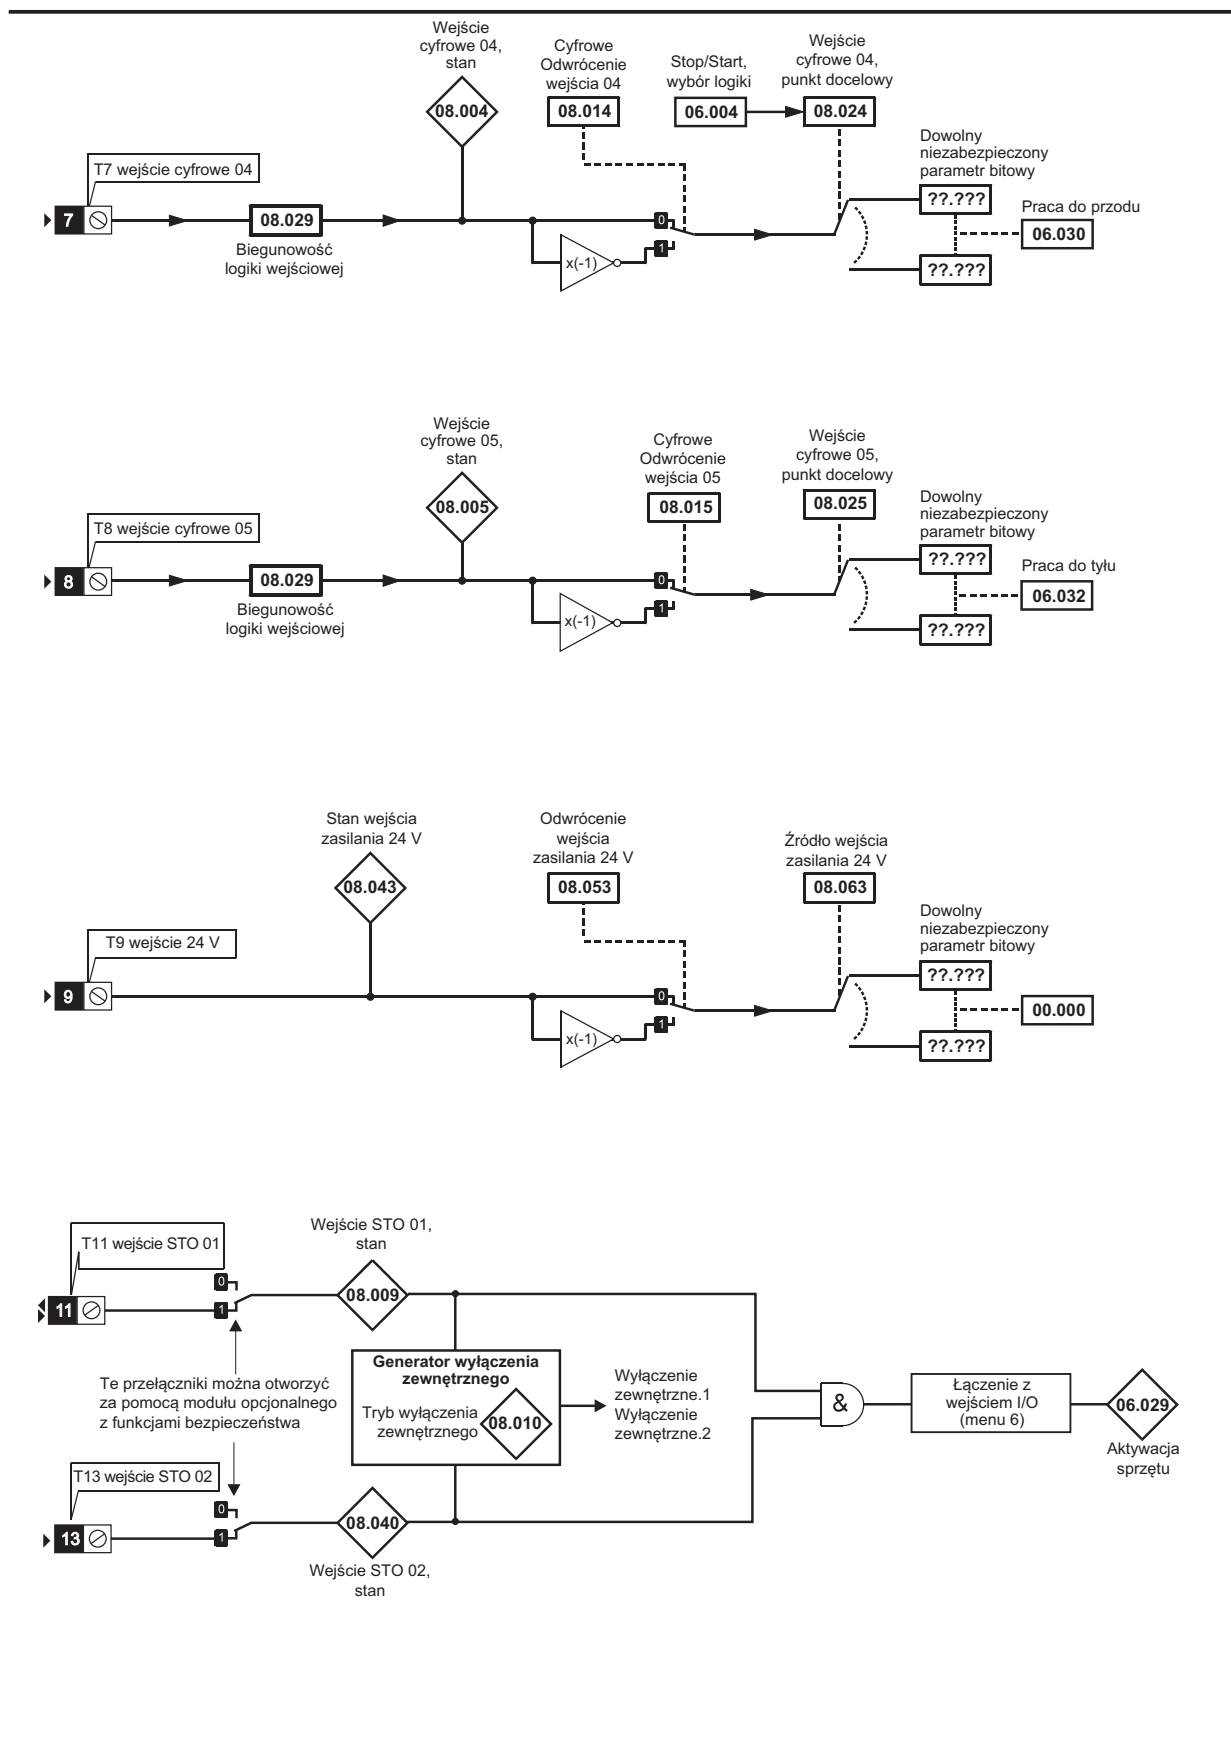 Wejście
cyfrowe 04,
stan
08.004
Cyfrowe
Odwrócenie
wejścia 04
08.014
Stop/Start,
wybór logiki
06.004
Wejście
cyfrowe 04,
punkt docelowy
08.024
Dowolny
niezabezpieczony
parametr bitowy
??.???
Praca do przodu
06.030
??.???
T7 wejście cyfrowe 04
7
08.029
Biegunowość
logiki wejściowej
0
1
x(-1)
Wejście
cyfrowe 05,
stan
08.005
Cyfrowe
Odwrócenie
wejścia 05
08.015
Wejście
cyfrowe 05,
punkt docelowy
08.025
Dowolny
niezabezpieczony
parametr bitowy
??.???
Praca do tyłu
06.032
??.???
T8 wejście cyfrowe 05
8
08.029
Biegunowość
logiki wejściowej
0
1
x(-1)
Stan wejścia
zasilania 24 V
08.043
Odwrócenie
wejścia
zasilania 24 V
08.053
Źródło wejścia
zasilania 24 V
08.063
Dowolny
niezabezpieczony
parametr bitowy
??.???
00.000
??.???
T9 wejście 24 V
9
0
1
x(-1)
T11 wejście STO 01
11
0
1
Wejście STO 01,
stan
08.009
Te przełączniki można otworzyć
za pomocą modułu opcjonalnego
z funkcjami bezpieczeństwa
Generator wyłączenia
zewnętrznego
Tryb wyłączenia
zewnętrznego
08.010
Wyłączenie
zewnętrzne.1
Wyłączenie
zewnętrzne.2
&
Łączenie z
wejściem I/O
(menu 6)
06.029
Aktywacja
sprzętu
T13 wejście STO 02
13
0
1
08.040
Wejście STO 02,
stan